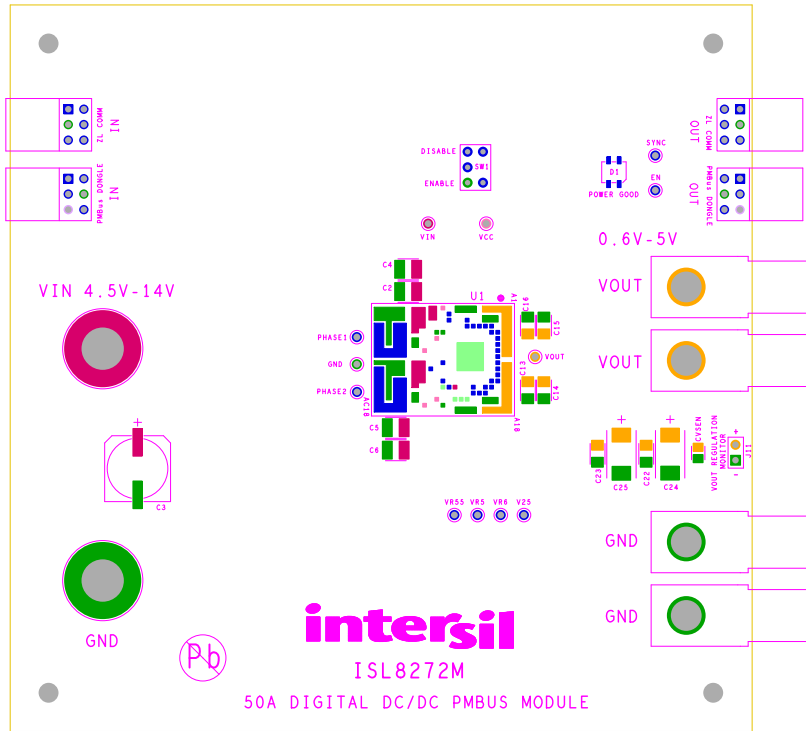 ZL COMM
IN
PMBus DONGLE
IN
DISABLE
SW1
ENABLE
VIN
VCC
SYNC
D1
EN
POWER GOOD
OUT
ZL COMM
OUT
PMBus DONGLE
0.6V-5V
VIN 4.5V-14V
C4
C2
U1
A1
C16
C15
VOUT
VOUT
PHASE1
GND
PHASE2
VOUT
C13
C14
AC18
A18
C5
C6
+
C3
+
+
CVSEN
VOUT REGULATION
MONITOR
+
J11
-
C23
C25
C22
C24
VR55
VR5
VR6
V25
GND
GND
GND
Pb
intersil
ISL8272M
50A DIGITAL DC/DC PMBUS MODULE